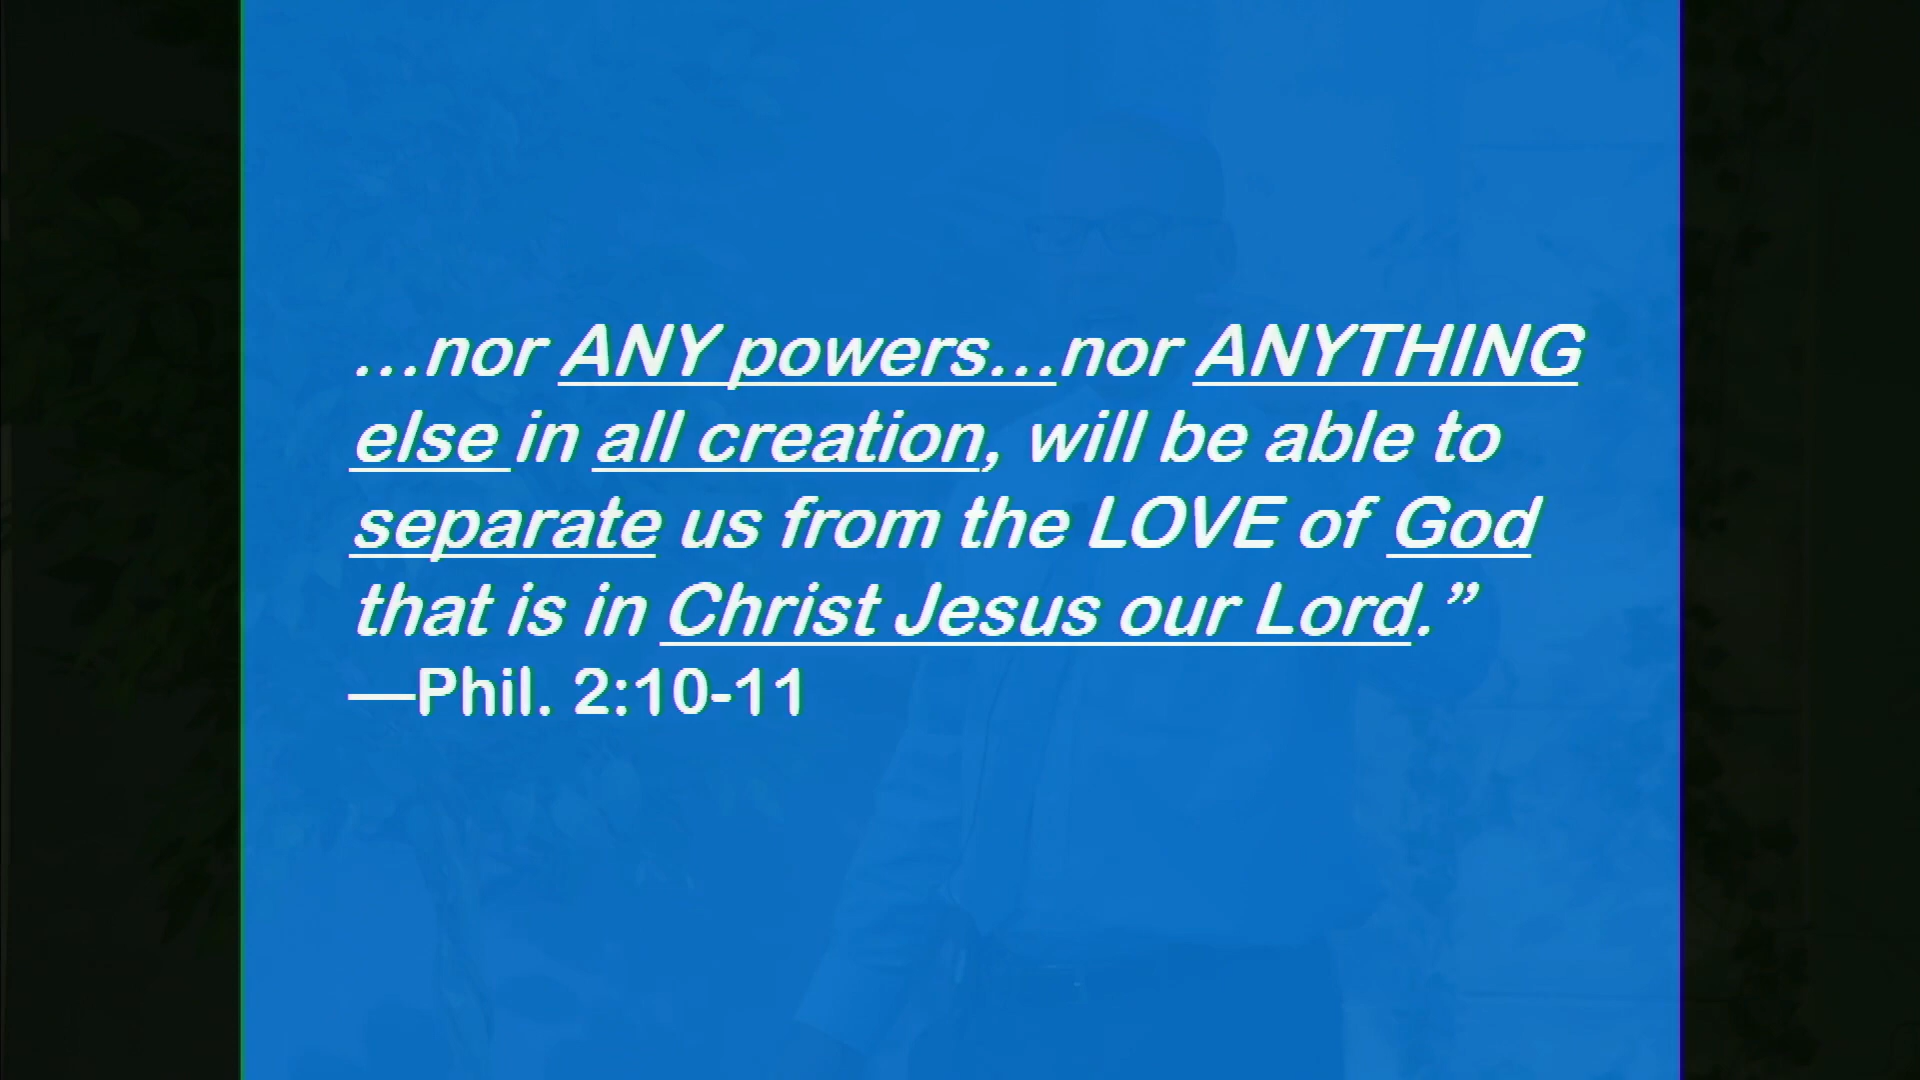 …nor ANY powers…nor ANYTHING
else in all creation, will be able to
separate us from the LOVE of God
that is in Christ Jesus our Lord.”
—Phil. 2:10-11